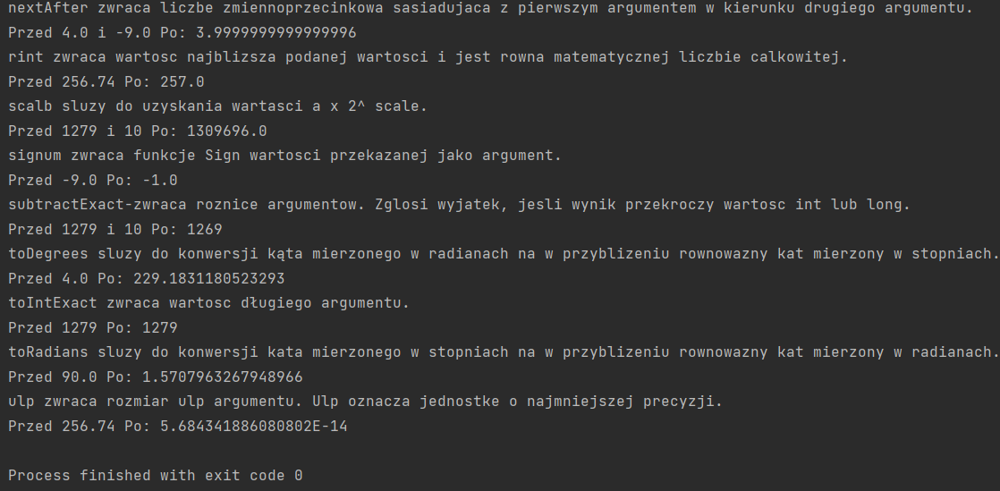 nextAfter zwraca liczbe zmiennoprzecinkowa sasiadujaca z pierwszym argumentem w kierunku drugiego argumentu.
Przed 4.0 i -9.0 Po: 3.9999999999999996
rint zwraca wartosc najblizsza podanej wartosci i jest rowna matematycznej liczbie calkowitej.
Przed 256.74 Po: 257.0
scalb sluzy do uzyskania wartasci a x 2^ scale.
Przed 1279 i 10 Po: 1309696.0
signum zwraca funkcje Sign wartosci przekazanej jako argument.
Przed -9.0 Po: -1.0
subtractExact-zwraca roznice argumentow. Zglosi wyjatek, jesli wynik przekroczy wartosc int lub long.
Przed 1279 i 10 Po: 1269
toDegrees sluzy do konwersji kąta mierzonego w radianach na w przyblizeniu rownowazny kat mierzony w stopniach.
Przed 4.0 Po: 229.1831180523293
toIntExact zwraca wartosc długiego argumentu.
Przed 1279 Po: 1279
toRadians sluzy do konwersji kata mierzonego w stopniach na w przyblizeniu rownowazny kat mierzony w radianach.
Przed 90.0 Po: 1.5707963267948966
ulp zwraca rozmiar ulp argumentu. Ulp oznacza jednostke o najmniejszej precyzji.
Przed 256.74 Po: 5.684341886080802E-14
Process finished with exit code 0